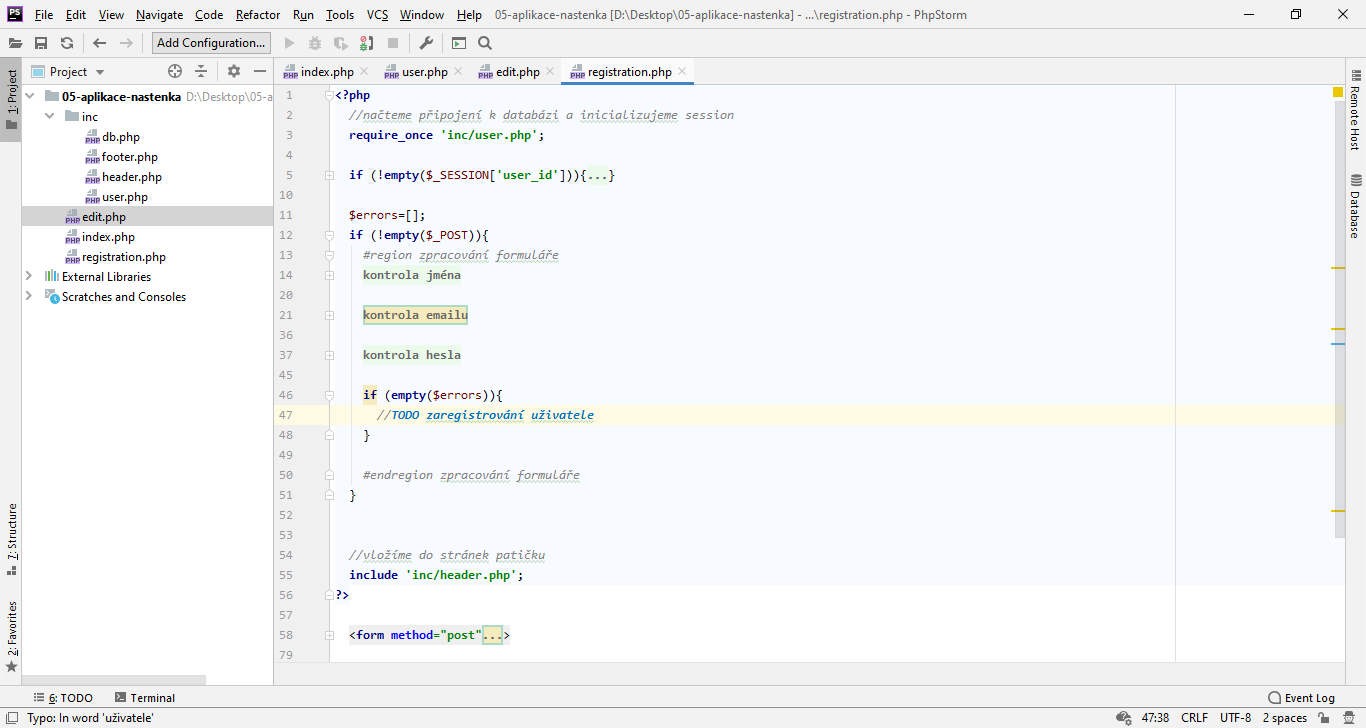 PS File Edit View Navigate Code Refactor Run Tools VCS Window Help 05-aplikace-nastenka [D:\Desktop\05-aplikace-nastenka] - ...\registration.php - PhpStorm
Add Configuration...
1: Project
Project
index.php
user.php
edit.php
registration.php
05-aplikace-nastenka D:\Desktop\05-a
inc
PHP db.php
PHP footer.php
PHP header.php
PHP user.php
PHP edit.php
PHP index.php
PHP registration.php
External Libraries
Scratches and Consoles
1 <?php
2 //načteme připojení k databázi a inicializujeme session
3 require_once 'inc/user.php';
4
5 if (!empty($_SESSION['user_id'])){...}
10
11 $errors=[];
12 if (!empty($_POST)){
13 #region zpracování formuláře
14 kontrola jména
20
21 kontrola emailu
36
37 kontrola hesla
45
46 if (empty($errors)){
47 //TODO zaregistrování uživatele
48 }
49
50 #endregion zpracování formuláře
51 }
52
53
54 //vložíme do stránek patičku
55 include 'inc/header.php';
56 ?>
57
58 <form method="post"...>
79
Remote Host
Database
7: Structure
2: Favorites
6: TODO Terminal Event Log
Typo: In word 'uživatele' 47:38 CRLF UTF-8 2 spaces